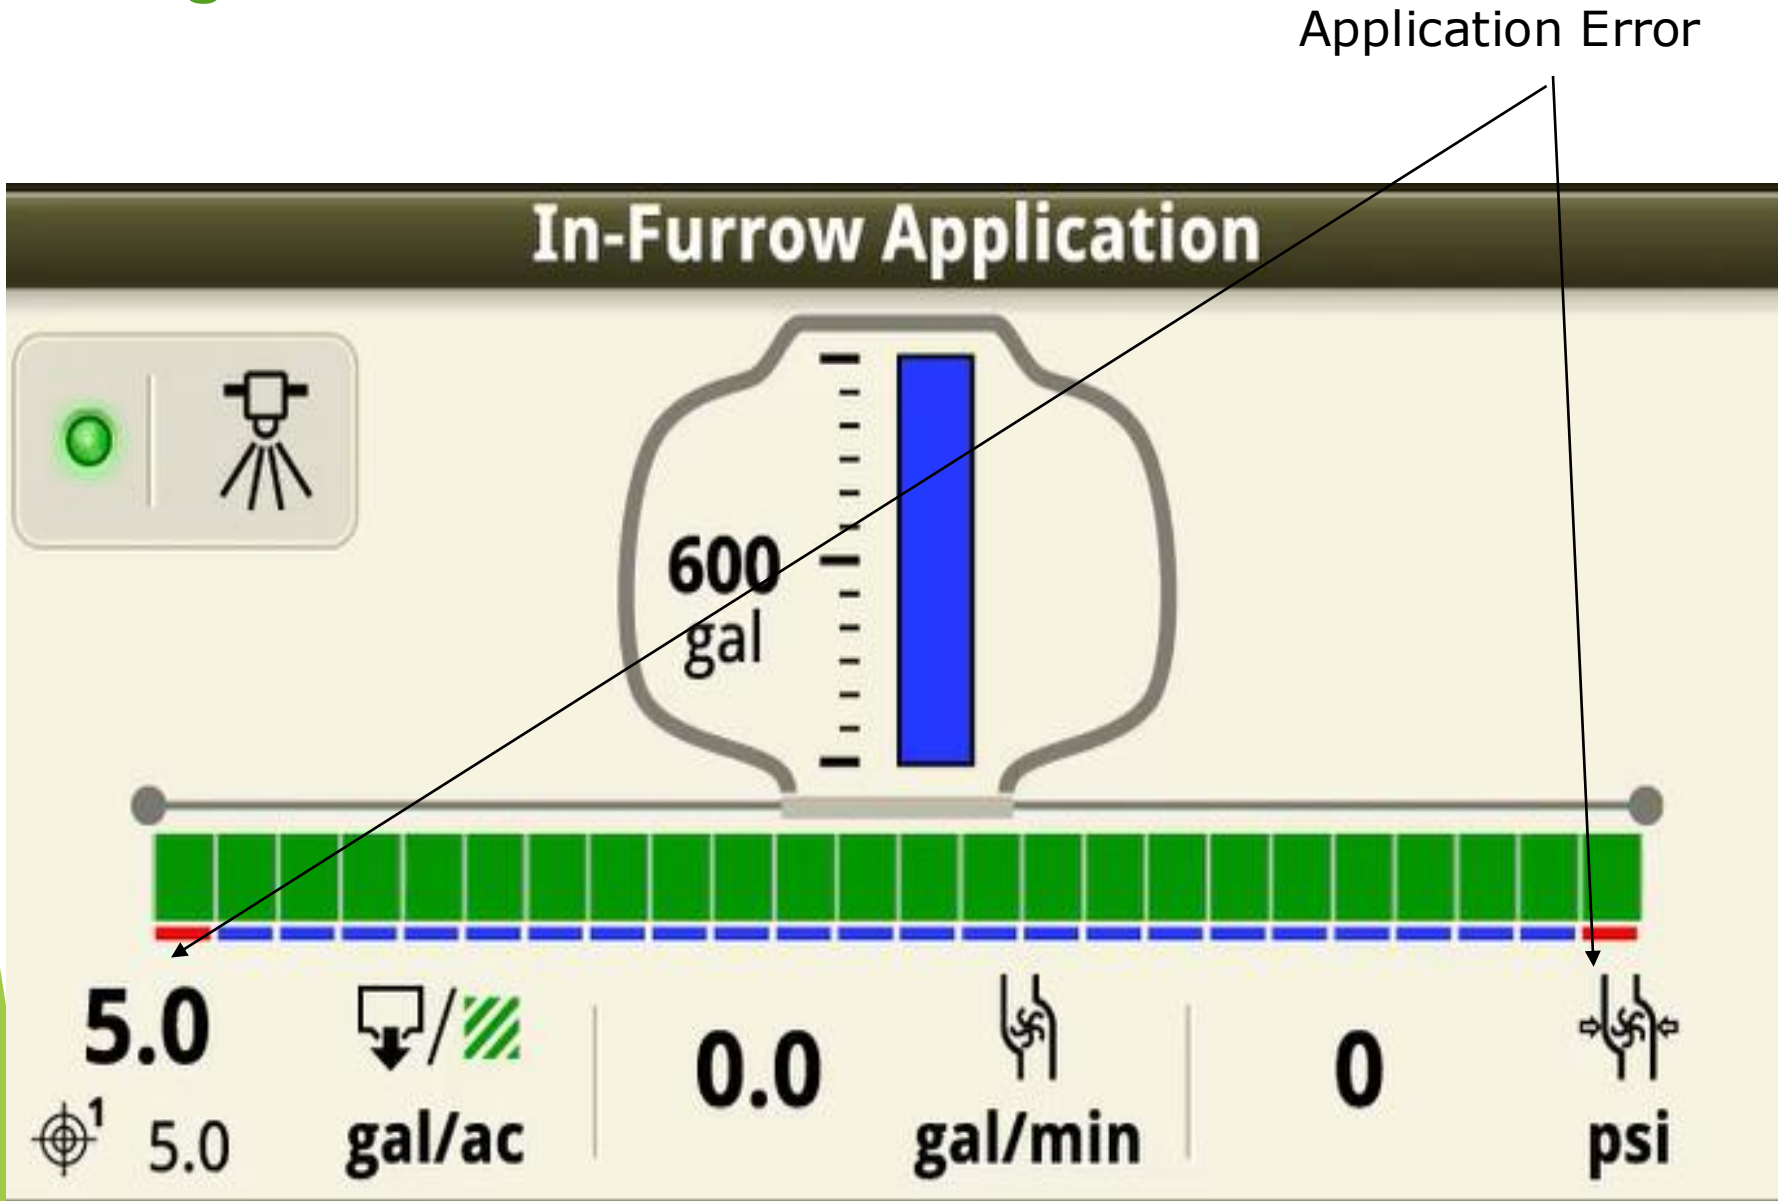 Application Error
In-Furrow Application
600
gal
5.0
gal/ac
1
5.0
0.0
gal/min
0
psi